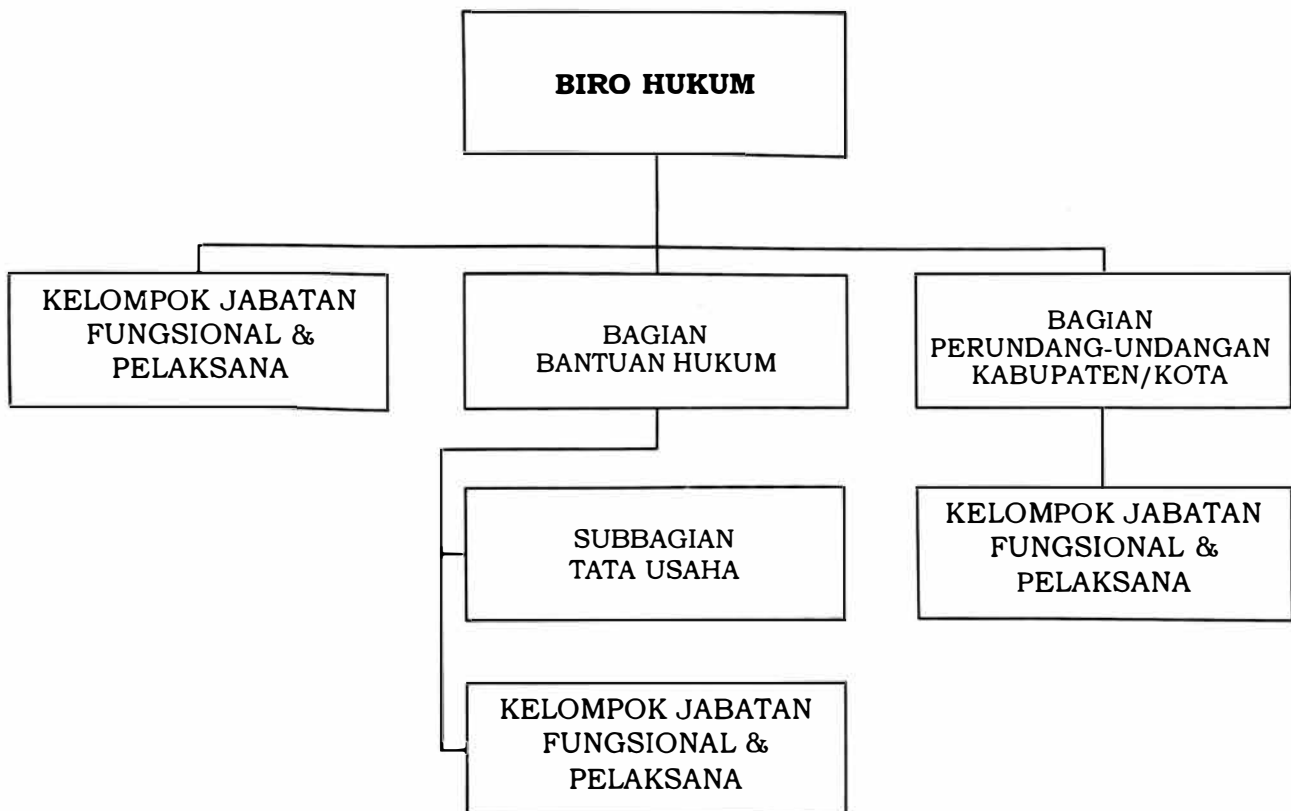 BIRO HUKUM
KELOMPOK JABATAN
FUNGSIONAL &
PELAKSANA
BAGIAN
BANTUAN HUKUM
BAGIAN
PERUNDANG-UNDANGAN
KABUPATEN/KOTA
SUBBAGIAN
TATA USAHA
KELOMPOK JABATAN
FUNGSIONAL &
PELAKSANA
KELOMPOK JABATAN
FUNGSIONAL &
PELAKSANA